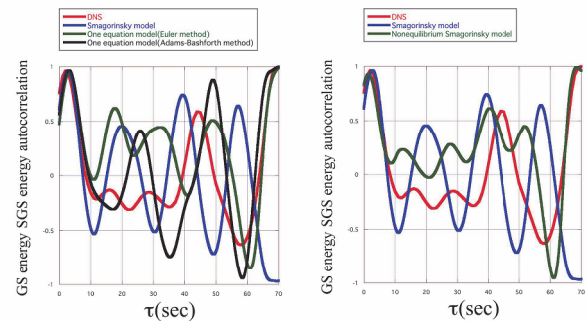 DNS
Smagorinsky model
One equation model(Euler method)
One equation model(Adams-Bashforth method)
GS energy SGS energy autocorrelation
1
0.5
0
-0.5
-1
0 10 20 30 40 50 60 70
τ(sec)
DNS
Smagorinsky model
Nonequilibrium Smagorinsky model
GS energy SGS energy autocorrelation
1
0.5
0
-0.5
-1
0 10 20 30 40 50 60 70
τ(sec)